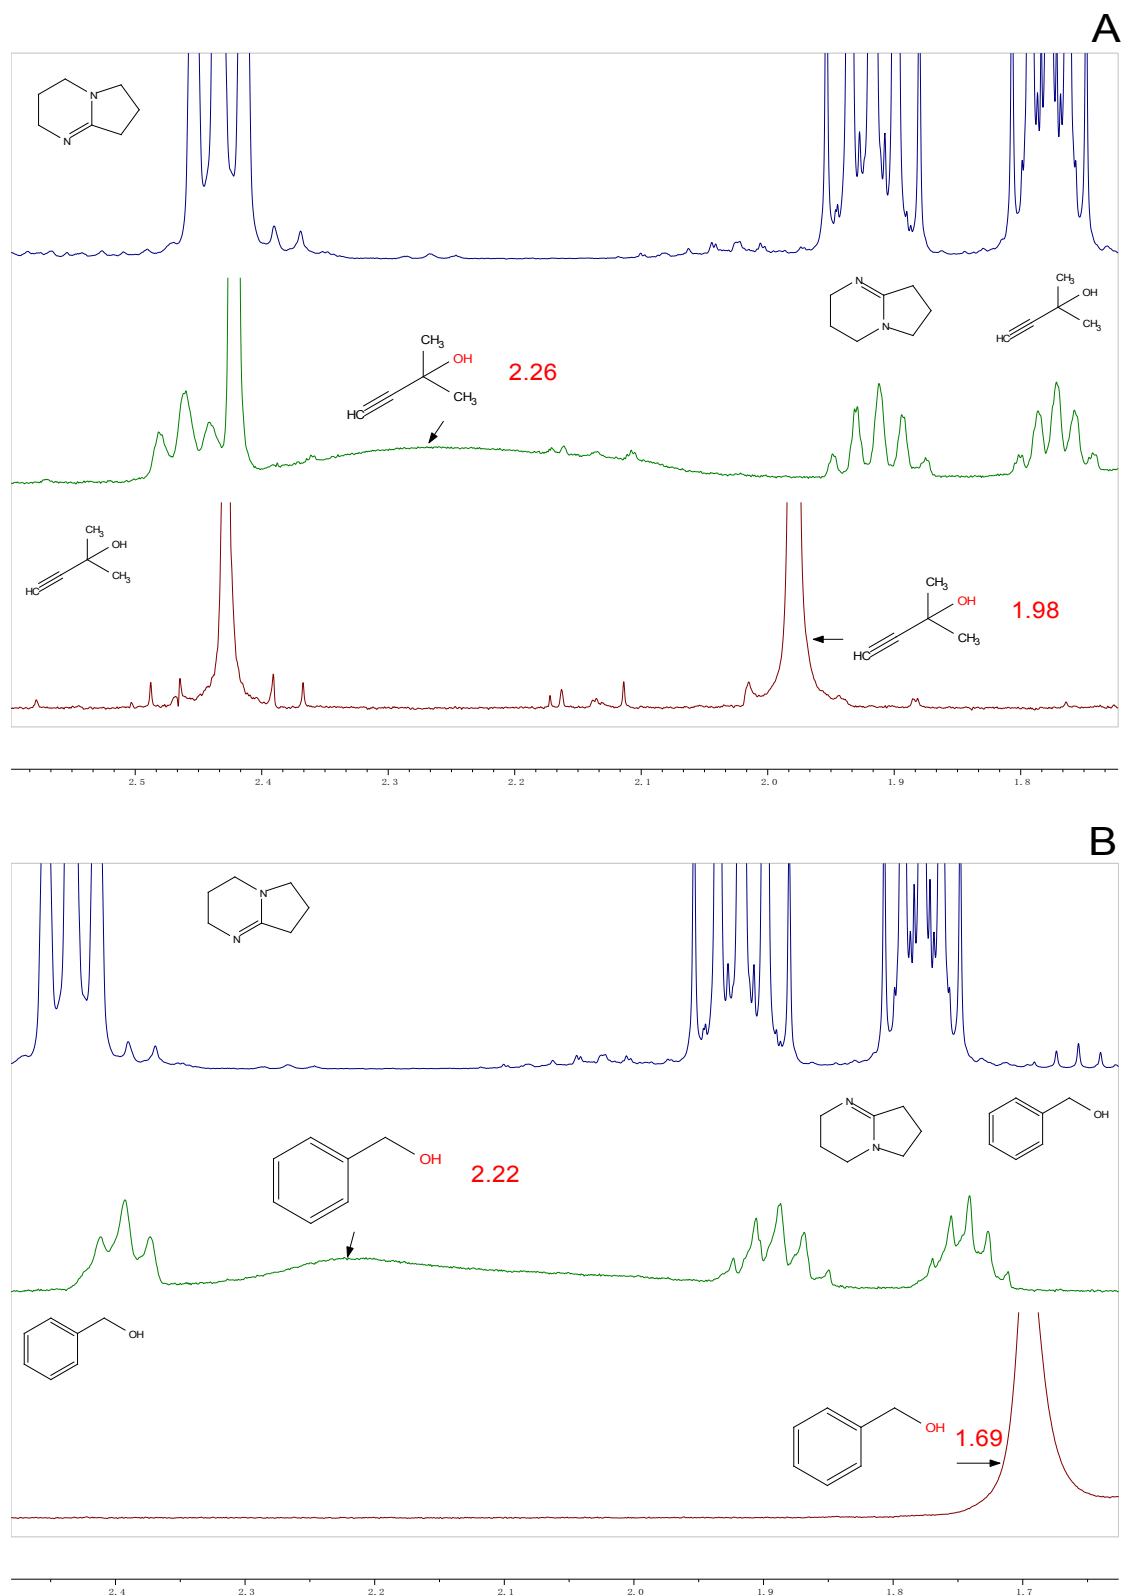 A
N
N
CH3
OH
CH3
HC
2.26
N
N
CH3
OH
CH3
HC
CH3
OH
CH3
HC
CH3
OH
CH3
HC
1.98
2.5 2.4 2.3 2.2 2.1 2.0 1.9 1.8
B
N
N
OH
2.22
N
N
OH
OH
OH
1.69
2.4 2.3 2.2 2.1 2.0 1.9 1.8 1.7